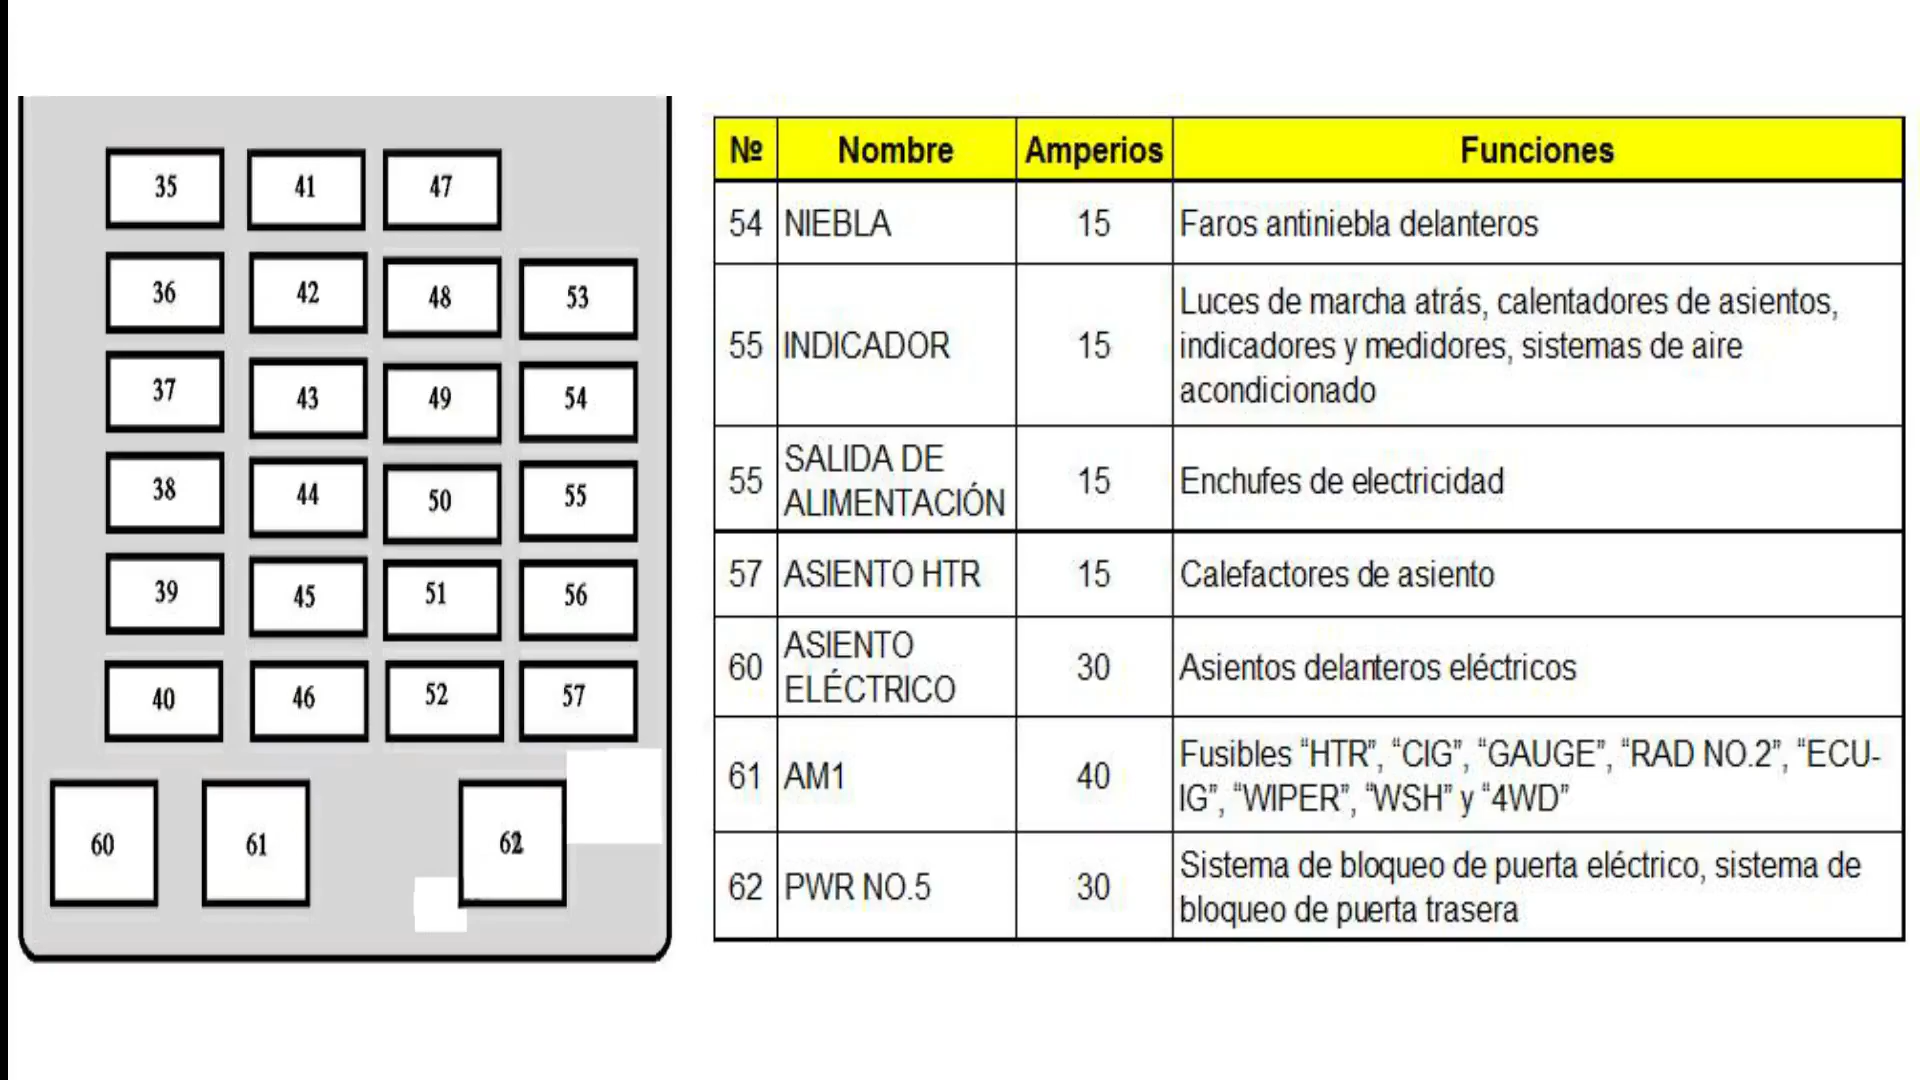 35 41 47
36 42 48 53
37 43 49 54
38 44 50 55
39 45 51 56
40 46 52 57
60 61 62
Nº Nombre Amperios Funciones
54 NIEBLA 15 Faros antiniebla delanteros
55 INDICADOR 15 Luces de marcha atrás, calentadores de asientos,
indicadores y medidores, sistemas de aire
acondicionado
55 SALIDA DE
ALIMENTACIÓN 15 Enchufes de electricidad
57 ASIENTO HTR 15 Calefactores de asiento
60 ASIENTO
ELÉCTRICO 30 Asientos delanteros eléctricos
61 AM1 40 Fusibles “HTR”, “CIG”, “GAUGE”, “RAD NO.2”, “ECU-
IG”, “WIPER”, “WSH” y “4WD”
62 PWR NO.5 30 Sistema de bloqueo de puerta eléctrico, sistema de
bloqueo de puerta trasera